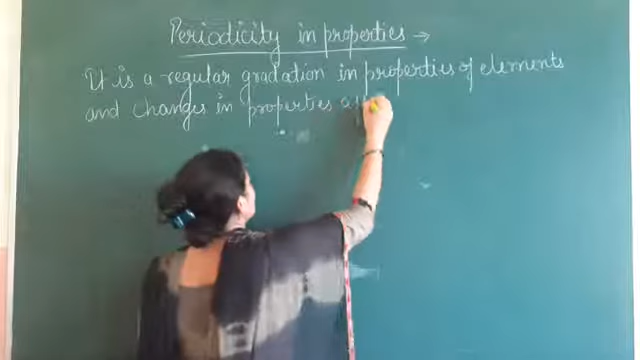 Periodicity in properties →
It is a regular gradation in properties of elements
and changes in properties